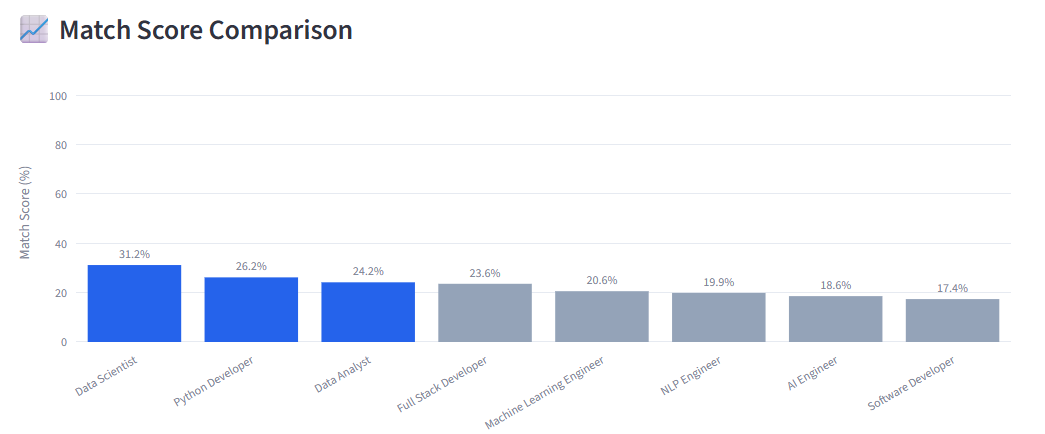 Match Score Comparison
100
80
60
40
20
0
Match Score (%)
31.2%
26.2%
24.2%
23.6%
20.6%
19.9%
18.6%
17.4%
Data Scientist
Python Developer
Data Analyst
Full Stack Developer
Machine Learning Engineer
NLP Engineer
AI Engineer
Software Developer